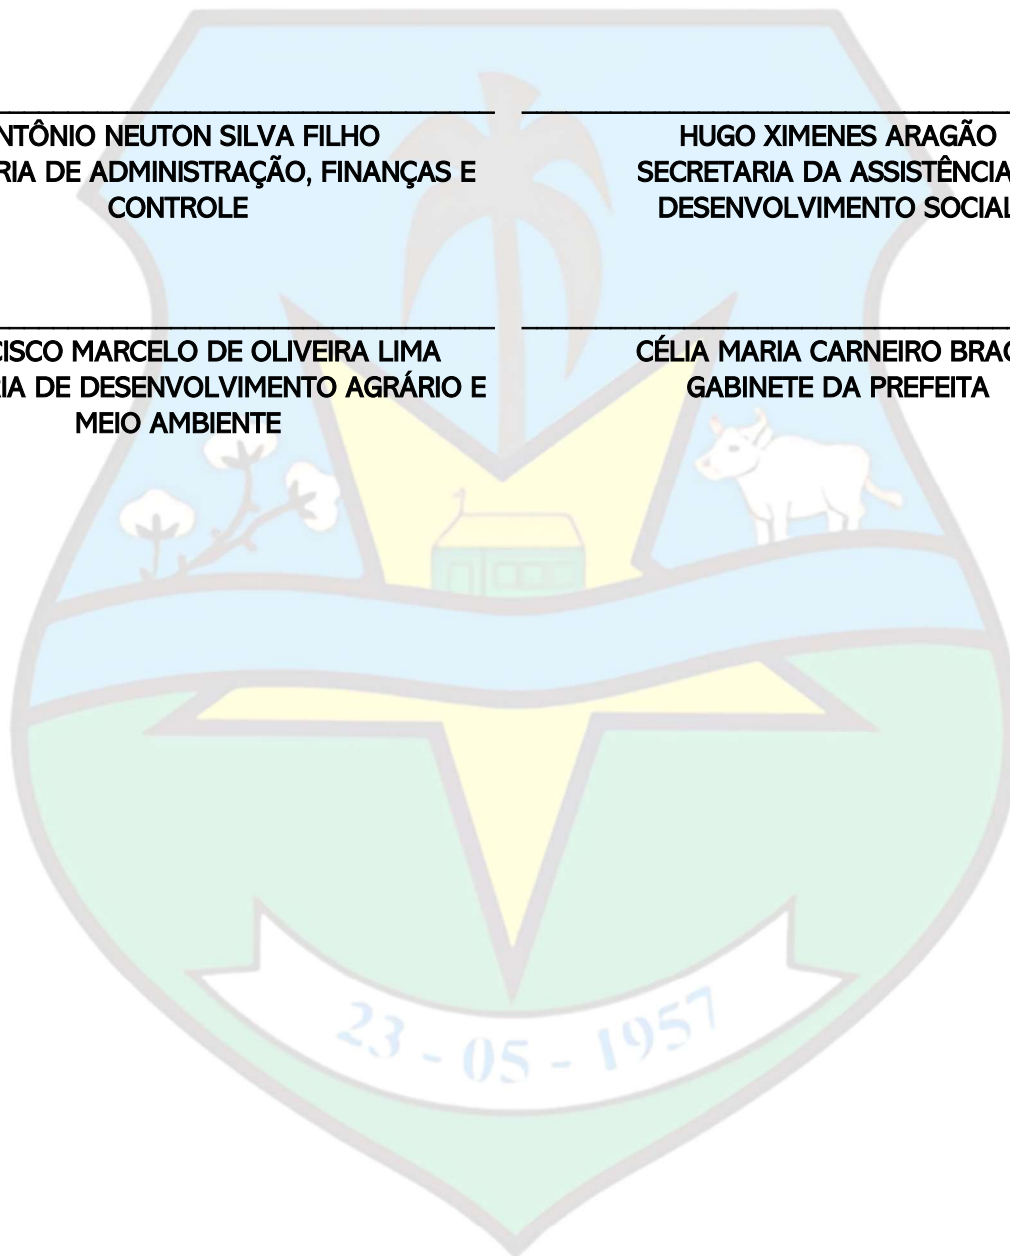 NTÔNIO NEUTON SILVA FILHO
RIA DE ADMINISTRAÇÃO, FINANÇAS E
CONTROLE
HUGO XIMENES ARAGÃO
SECRETARIA DA ASSISTÊNCIA
DESENVOLVIMENTO SOCIAL
CISCO MARCELO DE OLIVEIRA LIMA
IA DE DESENVOLVIMENTO AGRÁRIO E
MEIO AMBIENTE
CÉLIA MARIA CARNEIRO BRAG
GABINETE DA PREFEITA
23 - 05 - 1957